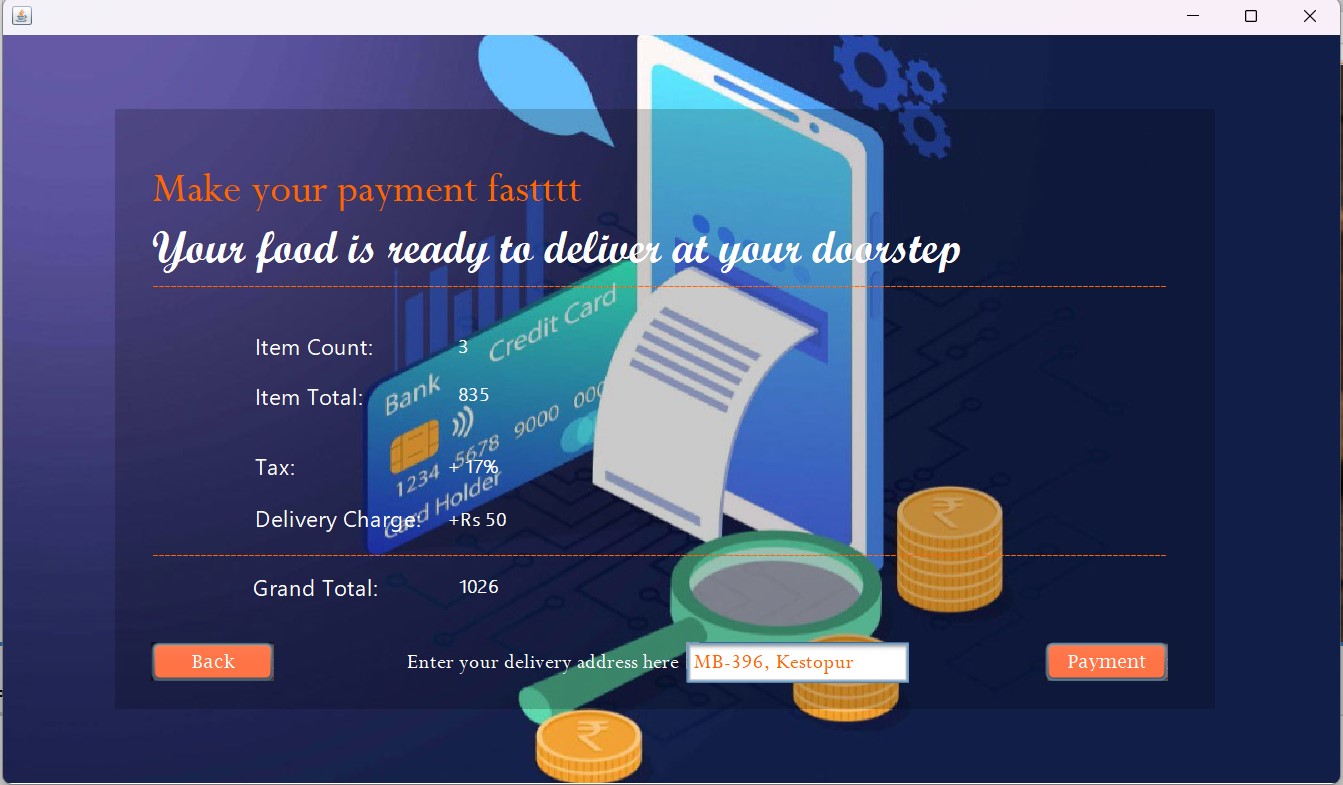 Make your payment fastttt
Your food is ready to deliver at your doorstep
Item Count: 3
Credit Card
Item Total: 835
Bank
9000 000
5678
1234
Tax: + 17%
Card Holder
Delivery Charge: +Rs 50
Grand Total: 1026
Back Enter your delivery address here MB-396, Kestopur Payment
₹
₹